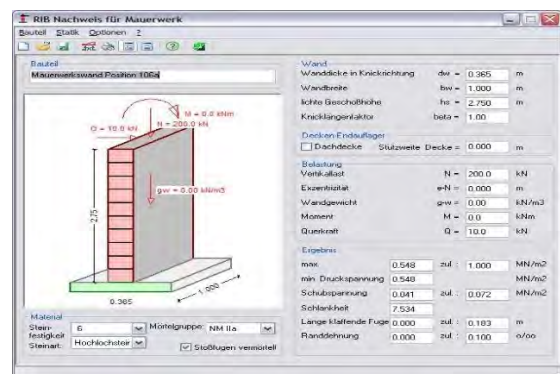 RIB Nachweis für Mauerwerk
Bauteil Statik Optionen ?
Bauteil
Mauerwerkswand Position 106a
M = 0.0 kNm
N = 200.0 kN
Q = 10.0 kN
g-w = 0.00 kN/m3
2.75
0.365
1.000
Material
Stein-
festigkeit 6 Mörtelgruppe: NM IIa
Steinart: Hochlochstei Stoßfugen vermörtelt
Wand
Wanddicke in Knickrichtung dw = 0.365 m
Wandbreite bw = 1.000 m
lichte Geschoßhöhe hs = 2.750 m
Knicklängenfaktor beta = 1.00
Decken Endauflager
Dachdecke Stützweite Decke = 0.000 m
Belastung
Vertikallast N = 200.0 kN
Exzentrizität e-N = 0.000 m
Wandgewicht g-w = 0.00 kN/m3
Moment M = 0.0 kNm
Querkraft Q = 10.0 kN
Ergebnis
max. 0.548 zul : 1.000 MN/m2
min. Druckspannung 0.548 MN/m2
Schubspannung 0.041 zul : 0.072 MN/m2
Schlankheit 7.534
Länge klaffende Fuge 0.000 zul : 0.183 m
Randdehnung 0.000 zul : 0.100 o/oo